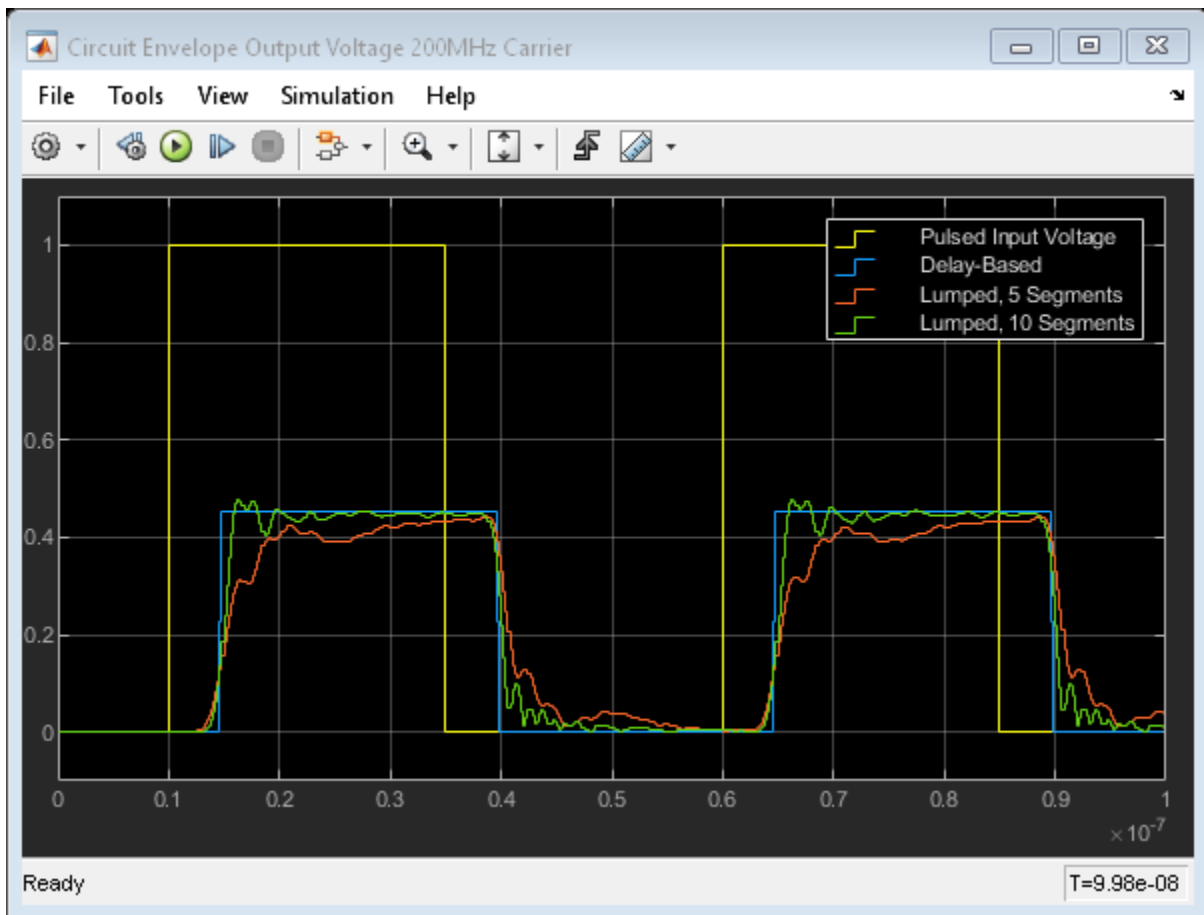 Circuit Envelope Output Voltage 200MHz Carrier
File Tools View Simulation Help
Pulsed Input Voltage
Delay-Based
Lumped, 5 Segments
Lumped, 10 Segments
1
0.8
0.6
0.4
0.2
0
0 0.1 0.2 0.3 0.4 0.5 0.6 0.7 0.8 0.9 1
×10⁻⁷
Ready T=9.98e-08